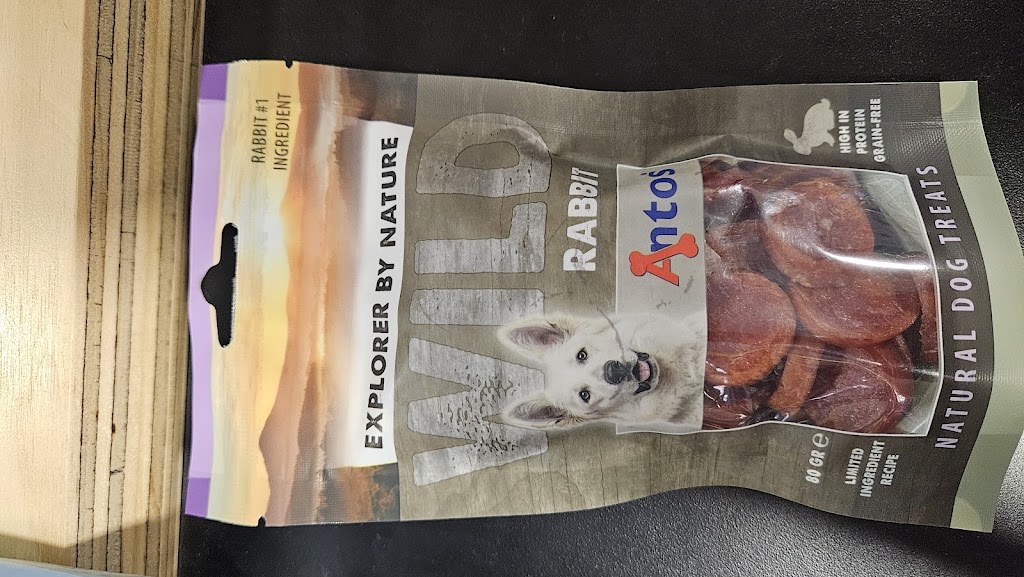 RABBIT #1
INGREDIENT
EXPLORER BY NATURE
WILD
RABBIT
Antos
HIGH IN
PROTEIN
GRAIN-FREE
80 GR ℮
LIMITED
INGREDIENT
RECIPE
NATURAL DOG TREATS